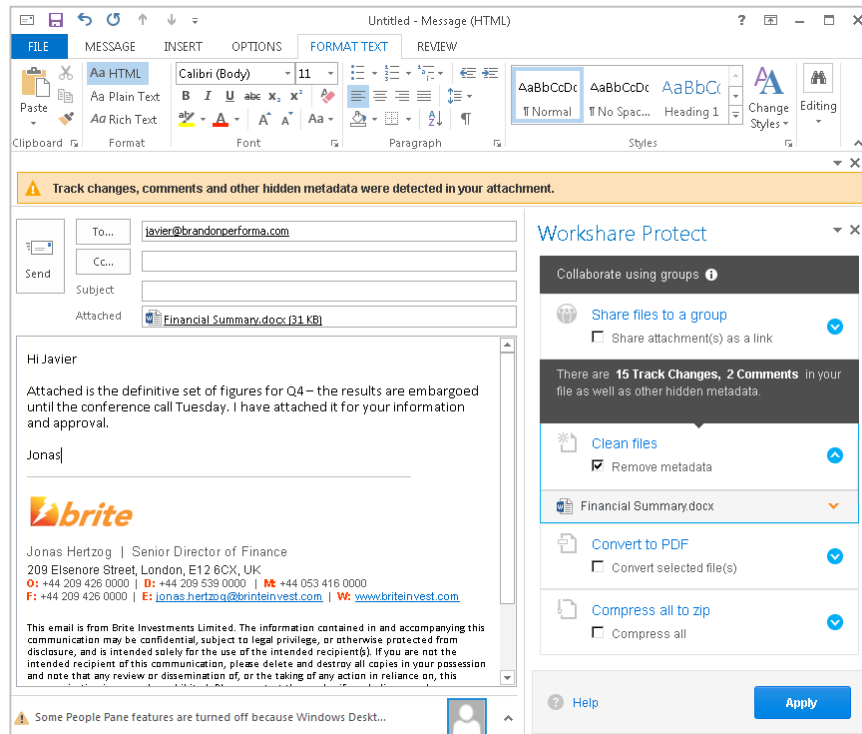 Untitled - Message (HTML)
FILE MESSAGE INSERT OPTIONS FORMAT TEXT REVIEW
Paste
Clipboard
Aa HTML
Aa Plain Text
Aa Rich Text
Format
Calibri (Body) 11
B I U abc X₂ X²
Aa
Font
Paragraph
AaBbCcDc AaBbCcDc AaBbC
¶ Normal ¶ No Spac... Heading 1
Change
Styles
Styles
Editing
Track changes, comments and other hidden metadata were detected in your attachment.
Send
To... javier@brandonperforma.com
Cc...
Subject
Attached Financial Summary.docx (31 KB)
Hi Javier
Attached is the definitive set of figures for Q4 – the results are embargoed
until the conference call Tuesday. I have attached it for your information
and approval.
Jonas
brite
Jonas Hertzog | Senior Director of Finance
209 Elsenore Street, London, E12 6CX, UK
O: +44 209 426 0000 | D: +44 209 539 0000 | M: +44 053 416 0000
F: +44 209 426 0000 | E: jonas.hertzog@brinteinvest.com | W: www.briteinvest.com
This email is from Brite Investments Limited. The information contained in and accompanying this
communication may be confidential, subject to legal privilege, or otherwise protected from
disclosure, and is intended solely for the use of the intended recipient(s). If you are not the
intended recipient of this communication, please delete and destroy all copies in your possession
and note that any review or dissemination of, or the taking of any action in reliance on, this
Some People Pane features are turned off because Windows Deskt...
Workshare Protect
Collaborate using groups
Share files to a group
Share attachment(s) as a link
There are 15 Track Changes, 2 Comments in your
file as well as other hidden metadata.
Clean files
Remove metadata
Financial Summary.docx
Convert to PDF
Convert selected file(s)
Compress all to zip
Compress all
Help
Apply